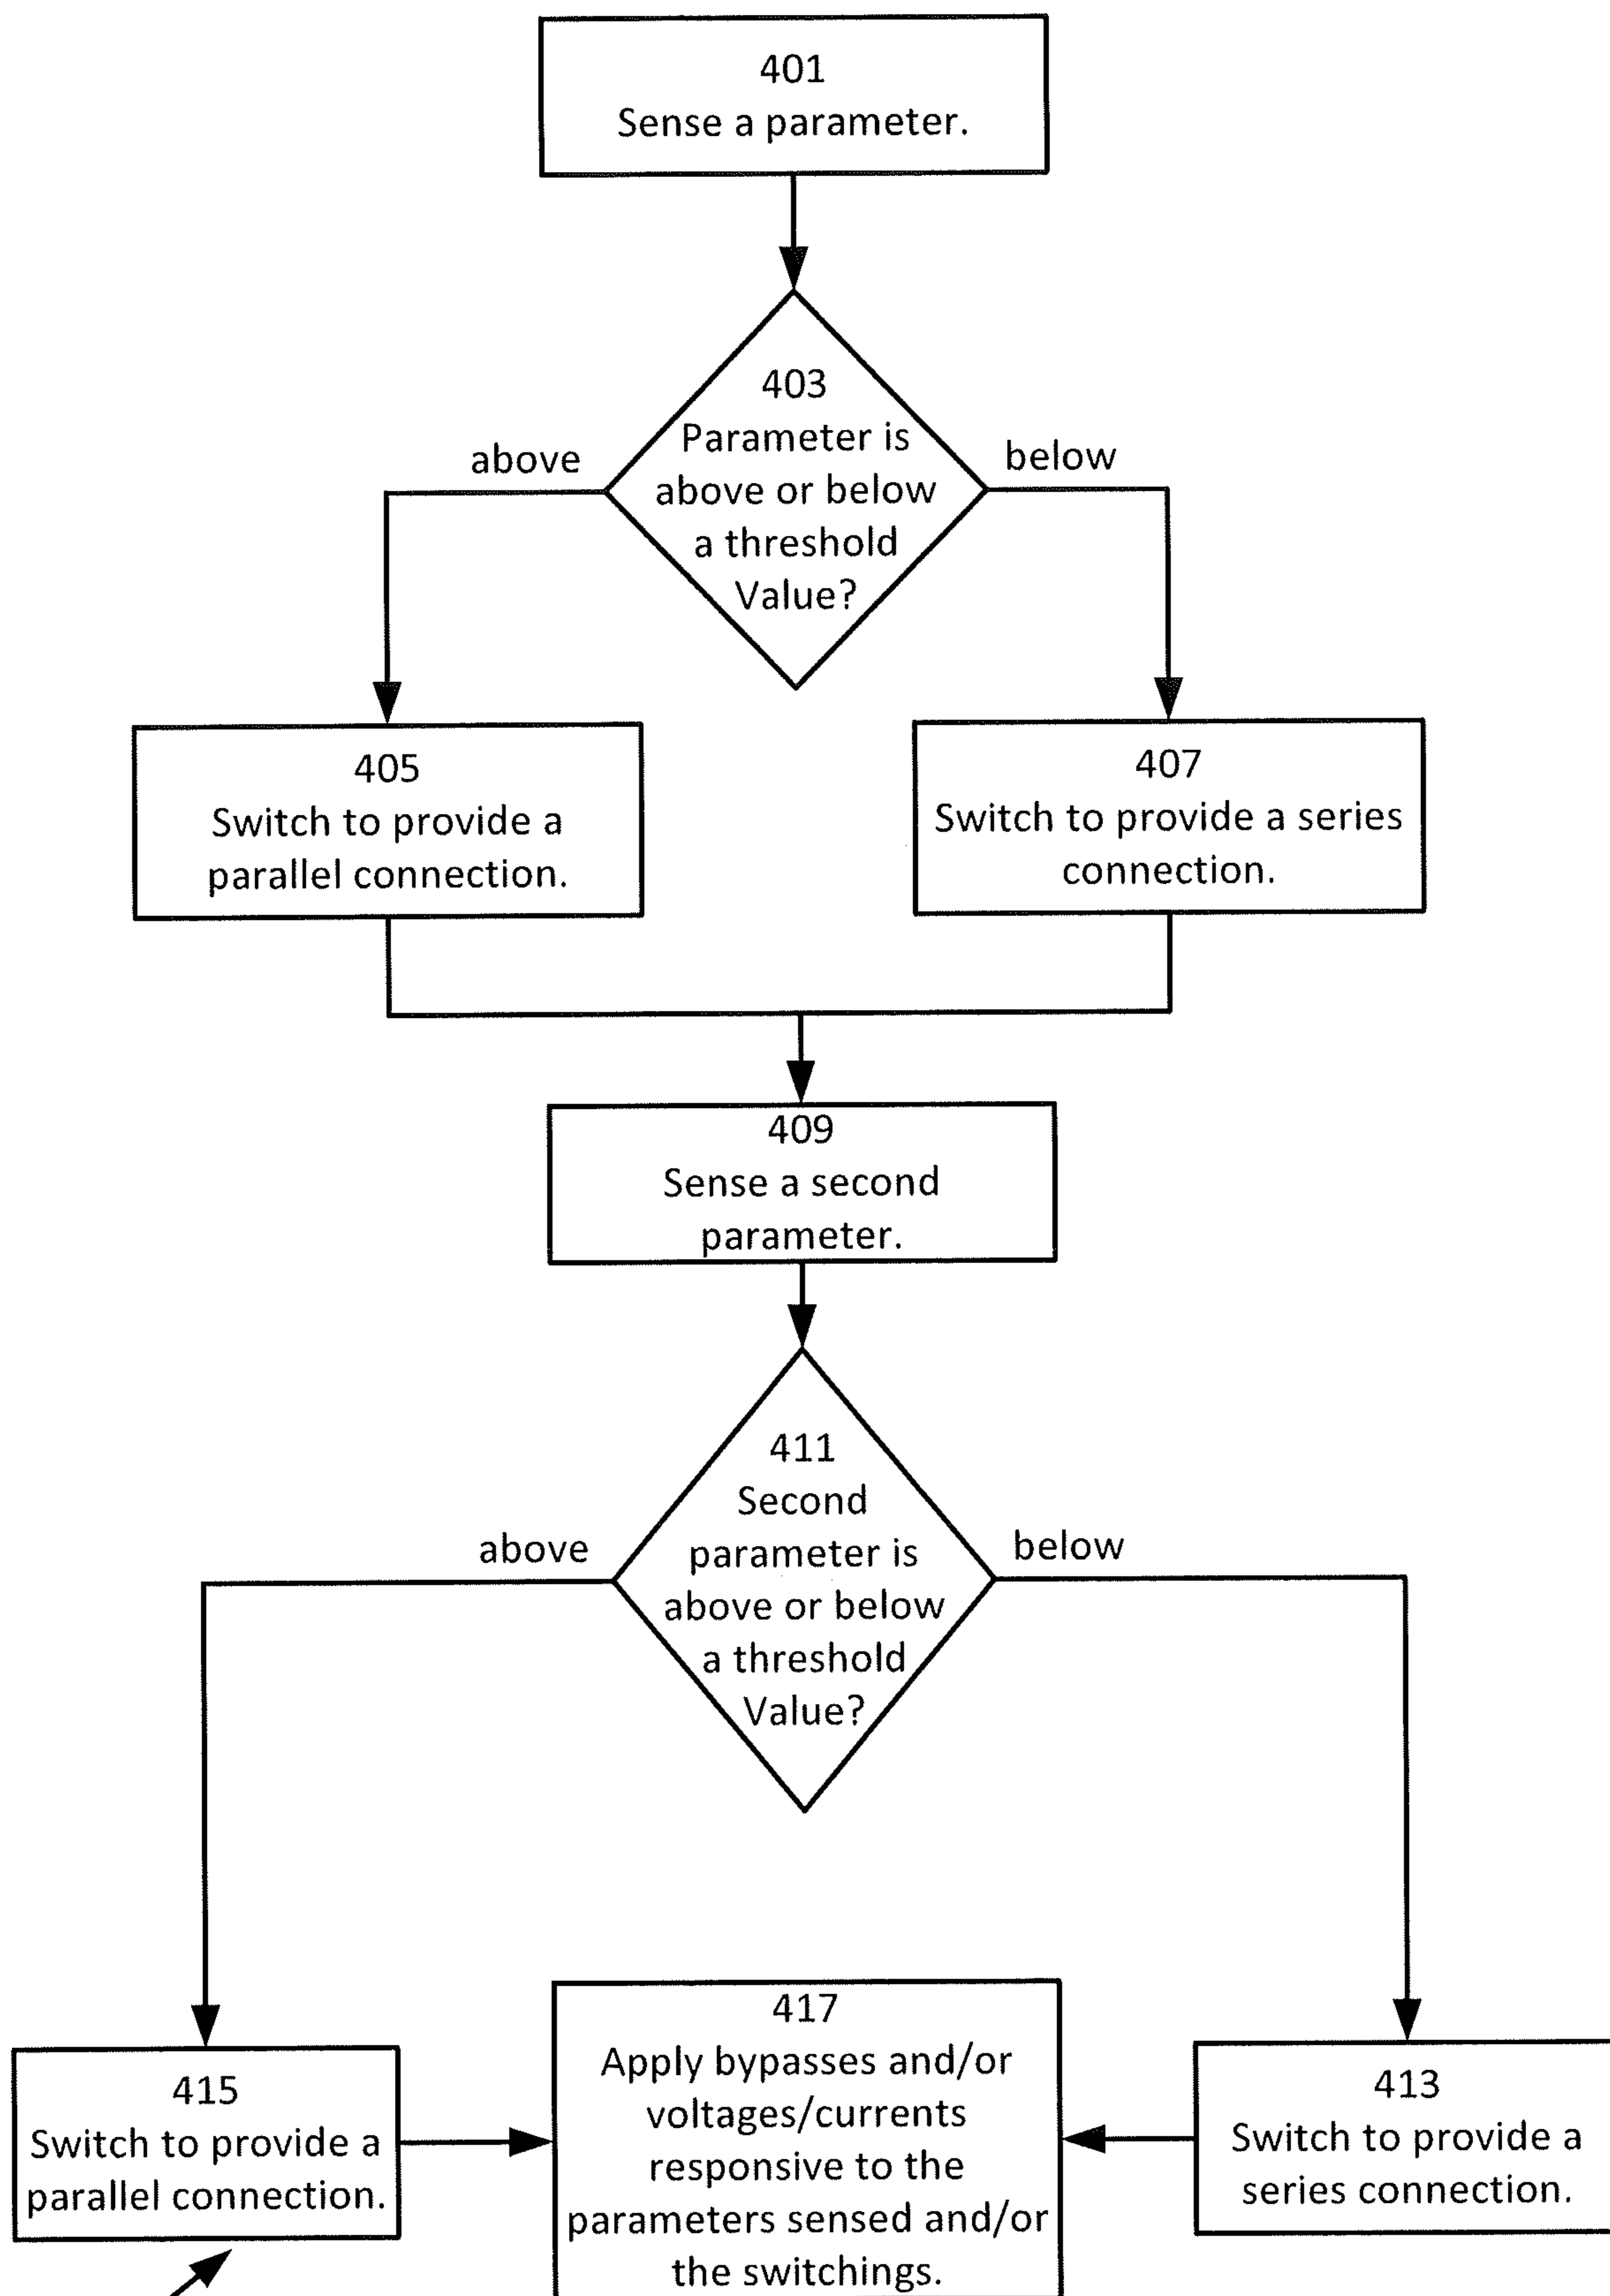 401
Sense a parameter.
403
Parameter is
above or below
a threshold
Value?
above
below
405
Switch to provide a
parallel connection.
407
Switch to provide a series
connection.
409
Sense a second
parameter.
411
Second
parameter is
above or below
a threshold
Value?
above
below
415
Switch to provide a
parallel connection.
417
Apply bypasses and/or
voltages/currents
responsive to the
parameters sensed and/or
the switchings.
413
Switch to provide a
series connection.